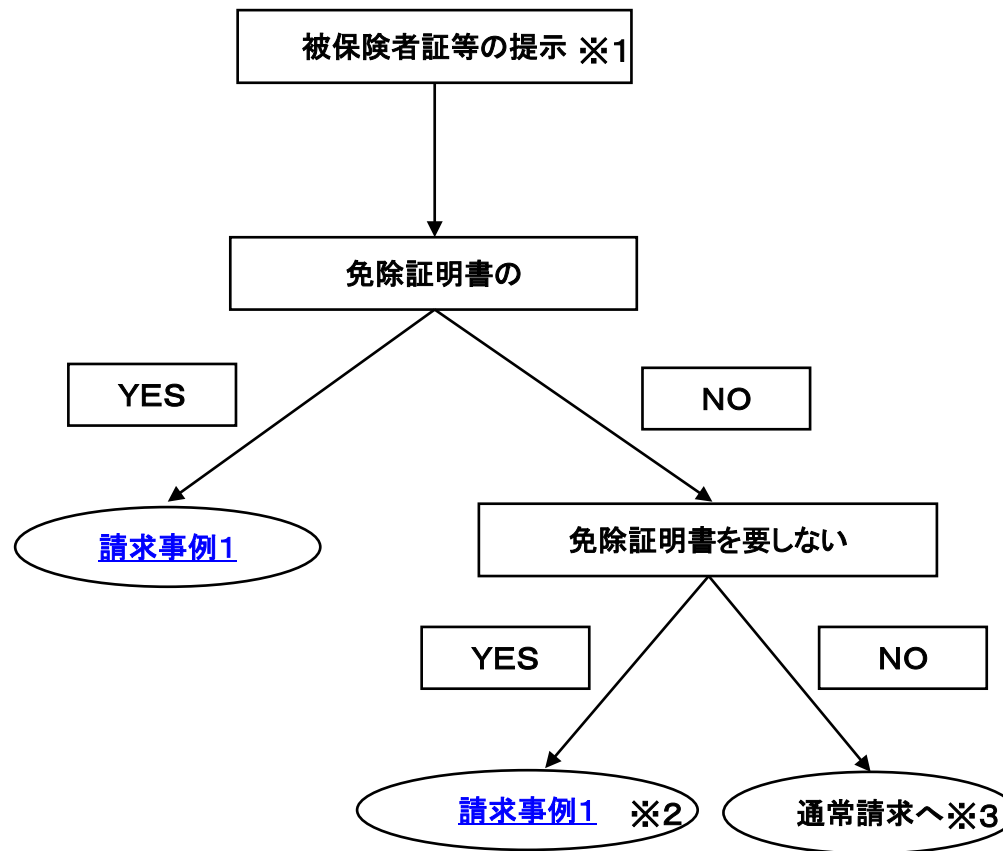 被保険者証等の提示 ※1
免除証明書の
YES
NO
請求事例1
免除証明書を要しない
YES
NO
請求事例1 ※2
通常請求へ※3